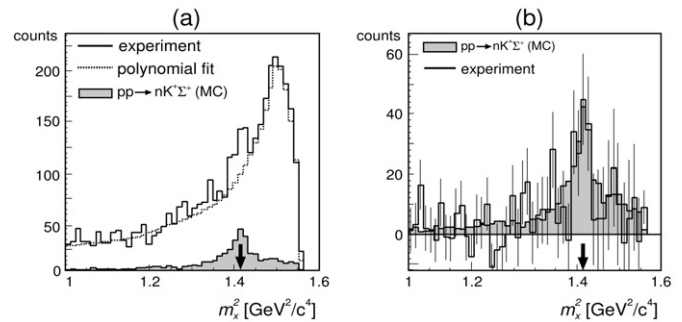 (a)
counts
experiment
polynomial fit
pp→nK⁺Σ⁺ (MC)
200
150
100
50
0
1 1.2 1.4 1.6
m²ₓ [GeV²/c⁴]
(b)
counts
pp→nK⁺Σ⁺ (MC)
experiment
60
40
20
0
1 1.2 1.4 1.6
m²ₓ [GeV²/c⁴]